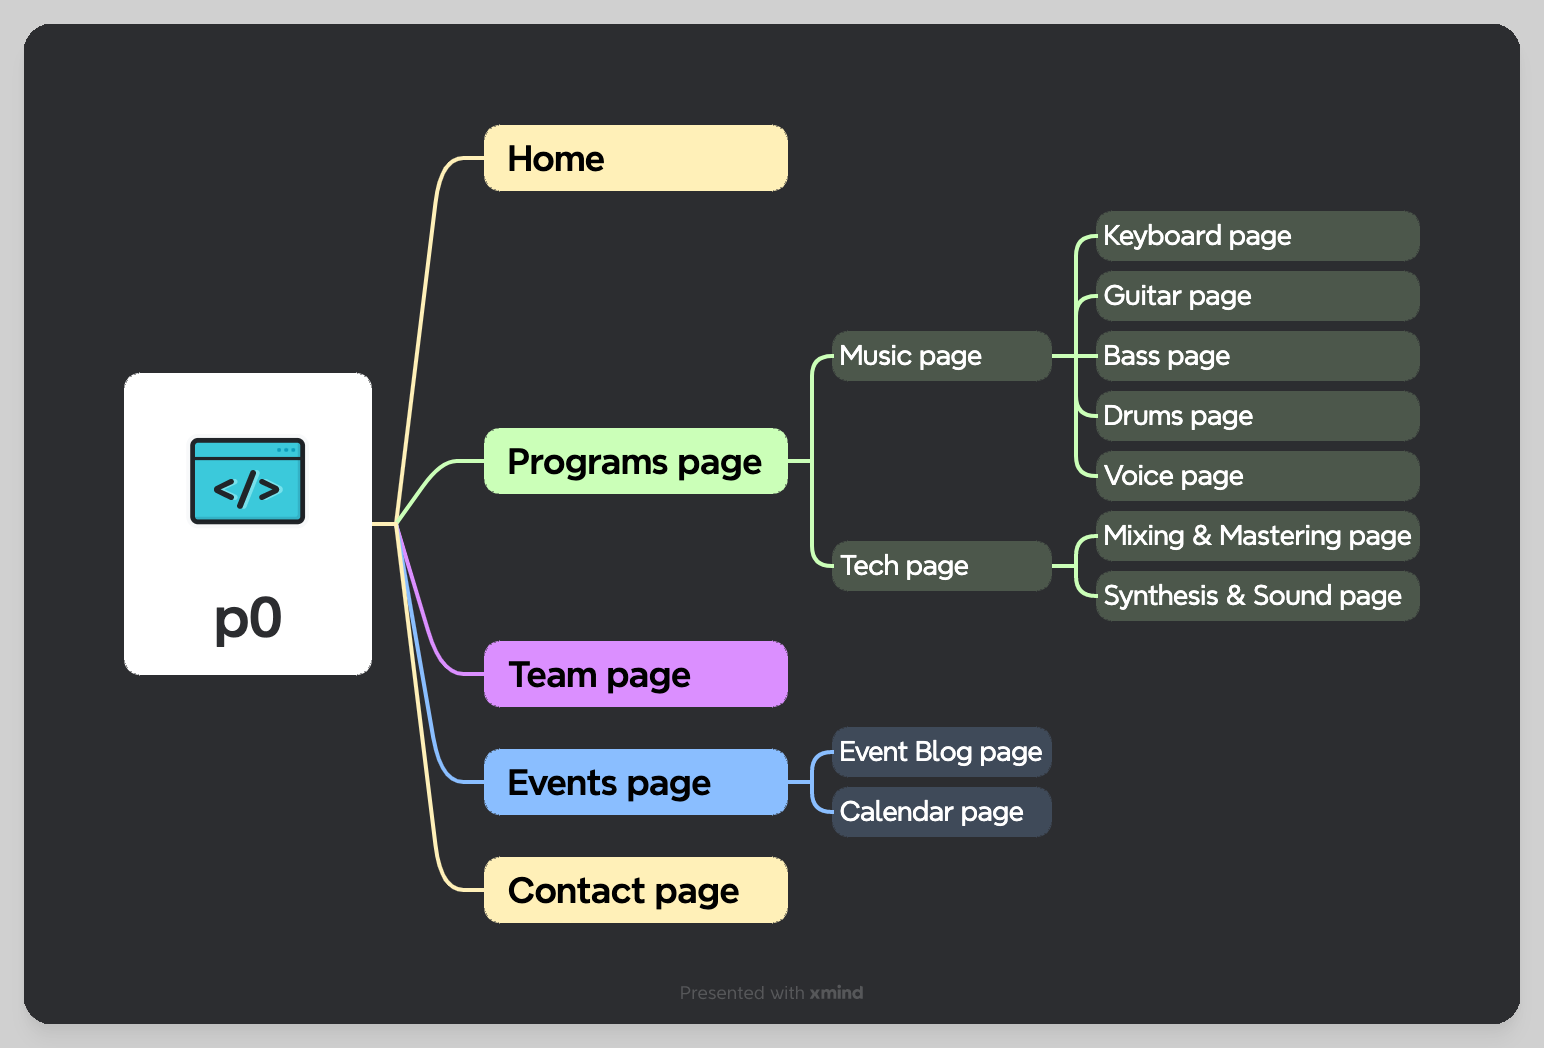 Home
Keyboard page
Guitar page
Music page
Bass page
Drums page
Programs page
Voice page
</>
Mixing & Mastering page
Tech page
Synthesis & Sound page
p0
Team page
Event Blog page
Events page
Calendar page
Contact page
Presented with xmind